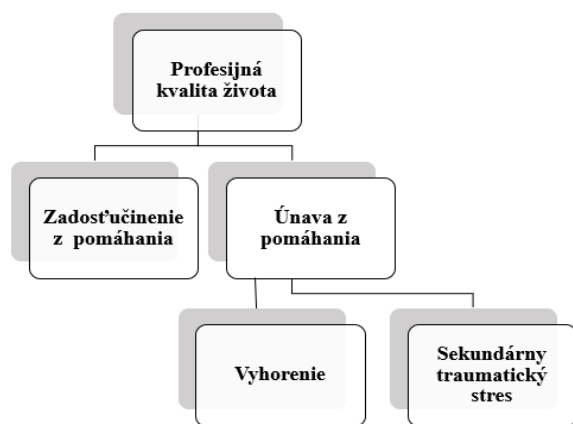 Profesijná
kvalita života
Zadosťučinenie
z pomáhania
Únava z
pomáhania
Vyhorenie
Sekundárny
traumatický
stres